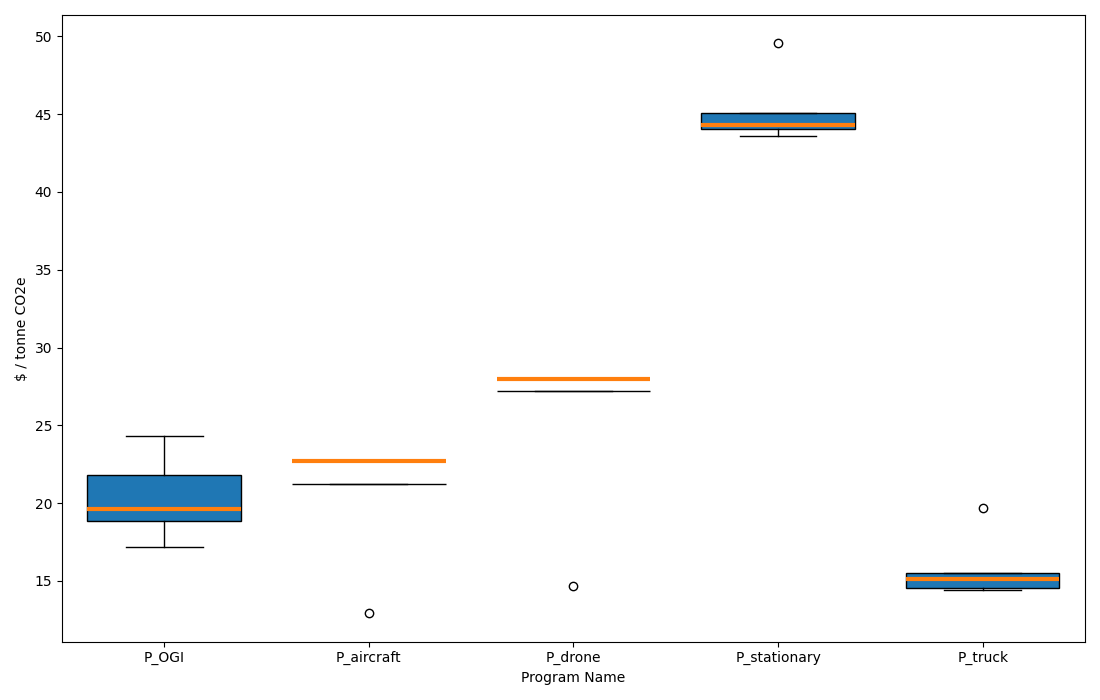 $ / tonne CO2e
50
45
40
35
30
25
20
15
P_OGI
P_aircraft
P_drone
P_stationary
P_truck
Program Name